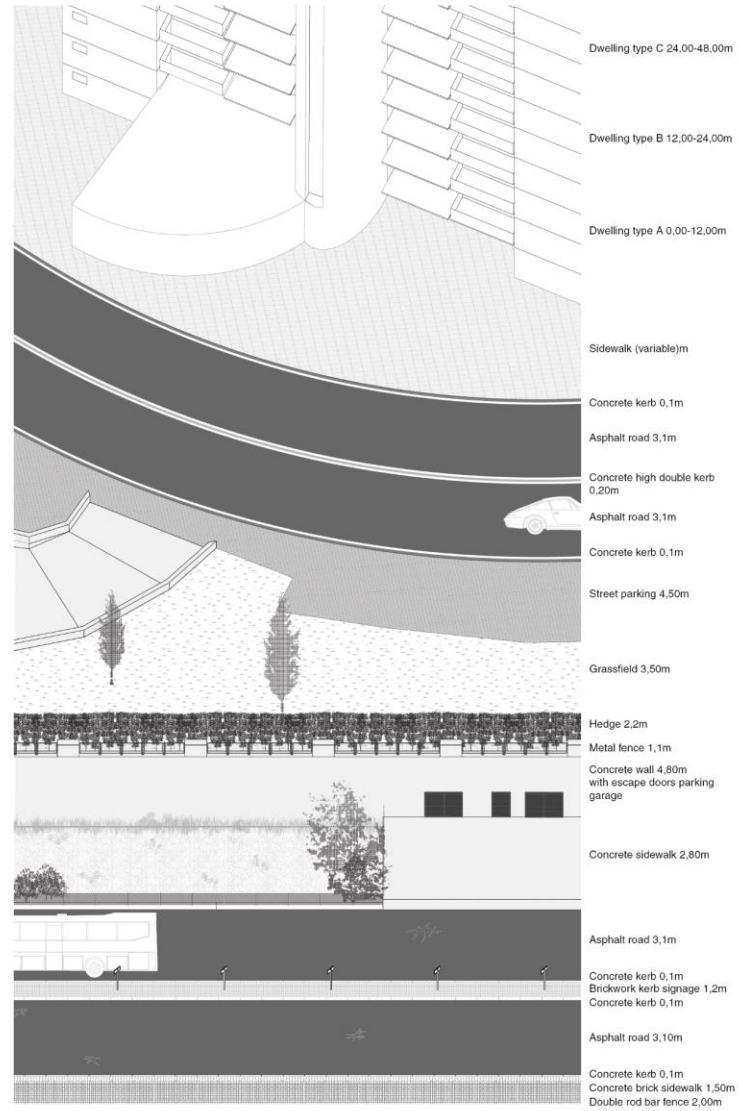 Dwelling type C 24,00-48,00m
Dwelling type B 12,00-24,00m
Dwelling type A 0,00-12,00m
Sidewalk (variable)m
Concrete kerb 0,1m
Asphalt road 3,1m
Concrete high double kerb
0,20m
Asphalt road 3,1m
Concrete kerb 0,1m
Street parking 4,50m
Grassfield 3,50m
Hedge 2,2m
Metal fence 1,1m
Concrete wall 4,80m
with escape doors parking
garage
Concrete sidewalk 2,80m
Asphalt road 3,1m
Concrete kerb 0,1m
Brickwork kerb signage 1,2m
Concrete kerb 0,1m
Asphalt road 3,10m
Concrete kerb 0,1m
Concrete brick sidewalk 1,50m
Double rod bar fence 2,00m